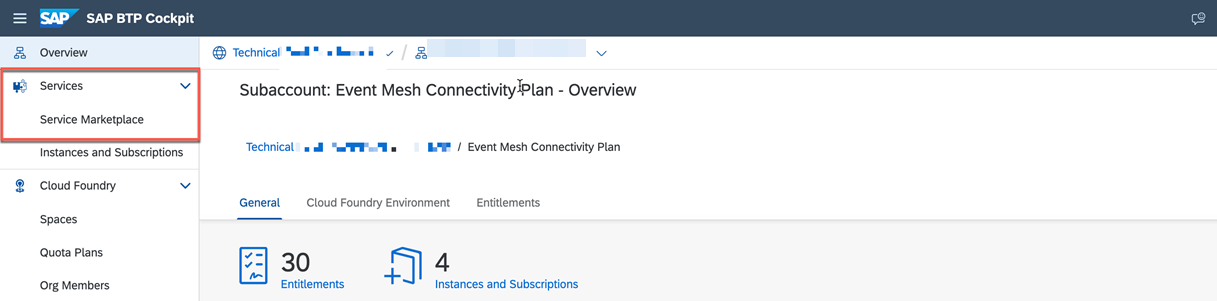 SAP SAP BTP Cockpit
Overview
Services
Service Marketplace
Instances and Subscriptions
Cloud Foundry
Spaces
Quota Plans
Org Members
Technical /
Subaccount: Event Mesh Connectivity Plan - Overview
Technical / Event Mesh Connectivity Plan
General Cloud Foundry Environment Entitlements
30 4
Entitlements Instances and Subscriptions